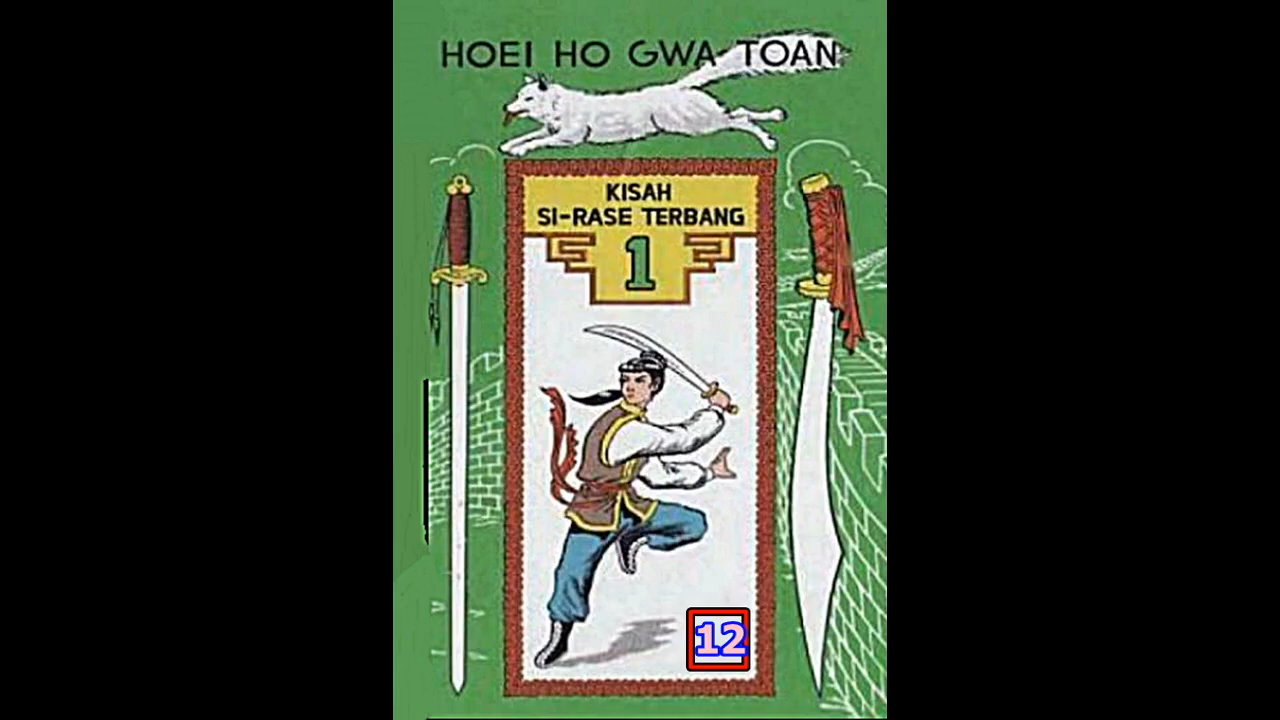 HOEI HO GWA TOAN
KISAH
SI-RASE TERBANG
1
12